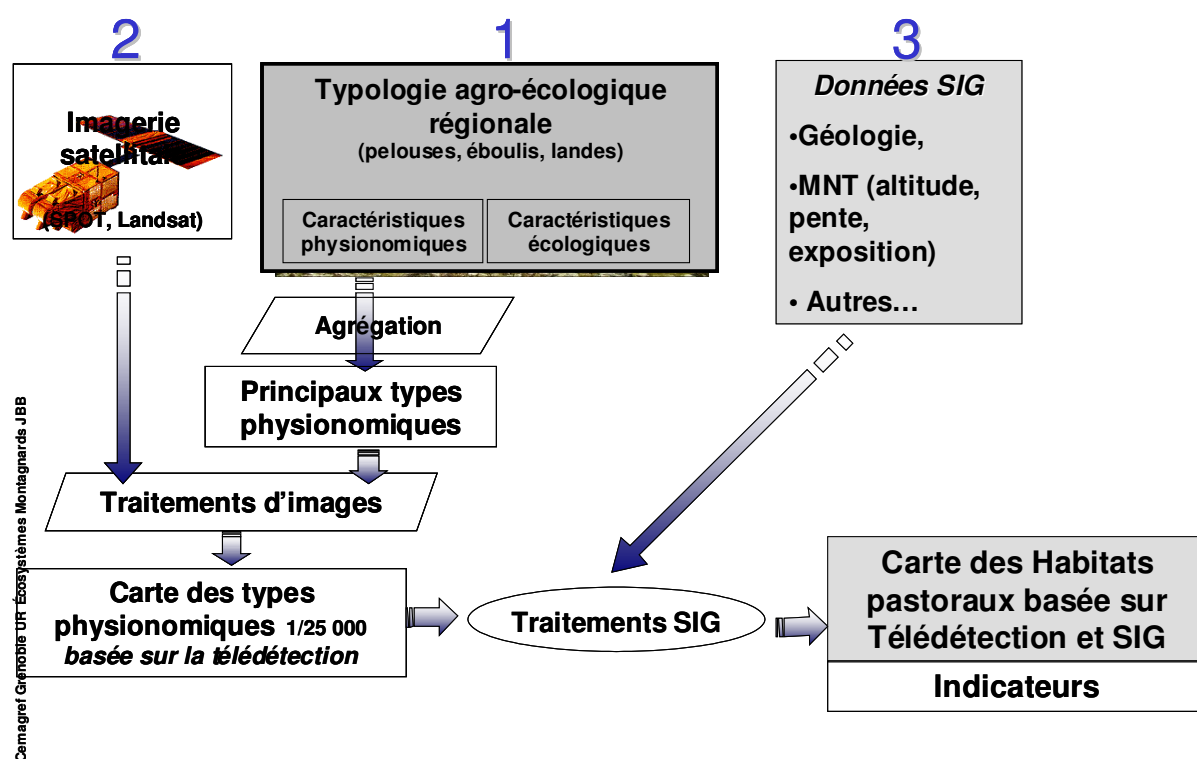 2
1
3
Imagerie
satellitaire
(SPOT, Landsat)
Typologie agro-écologique
régionale
(pelouses, éboulis, landes)
Caractéristiques
physionomiques
Caractéristiques
écologiques
Données SIG
•Géologie,
•MNT (altitude,
pente,
exposition)
• Autres…
Agrégation
Principaux types
physionomiques
Traitements d’images
Carte des types
physionomiques 1/25 000
basée sur la télédétection
Traitements SIG
Carte des Habitats
pastoraux basée sur
Télédétection et SIG
Indicateurs
Cemagref Grenoble UR Écosystèmes Montagnards JBB